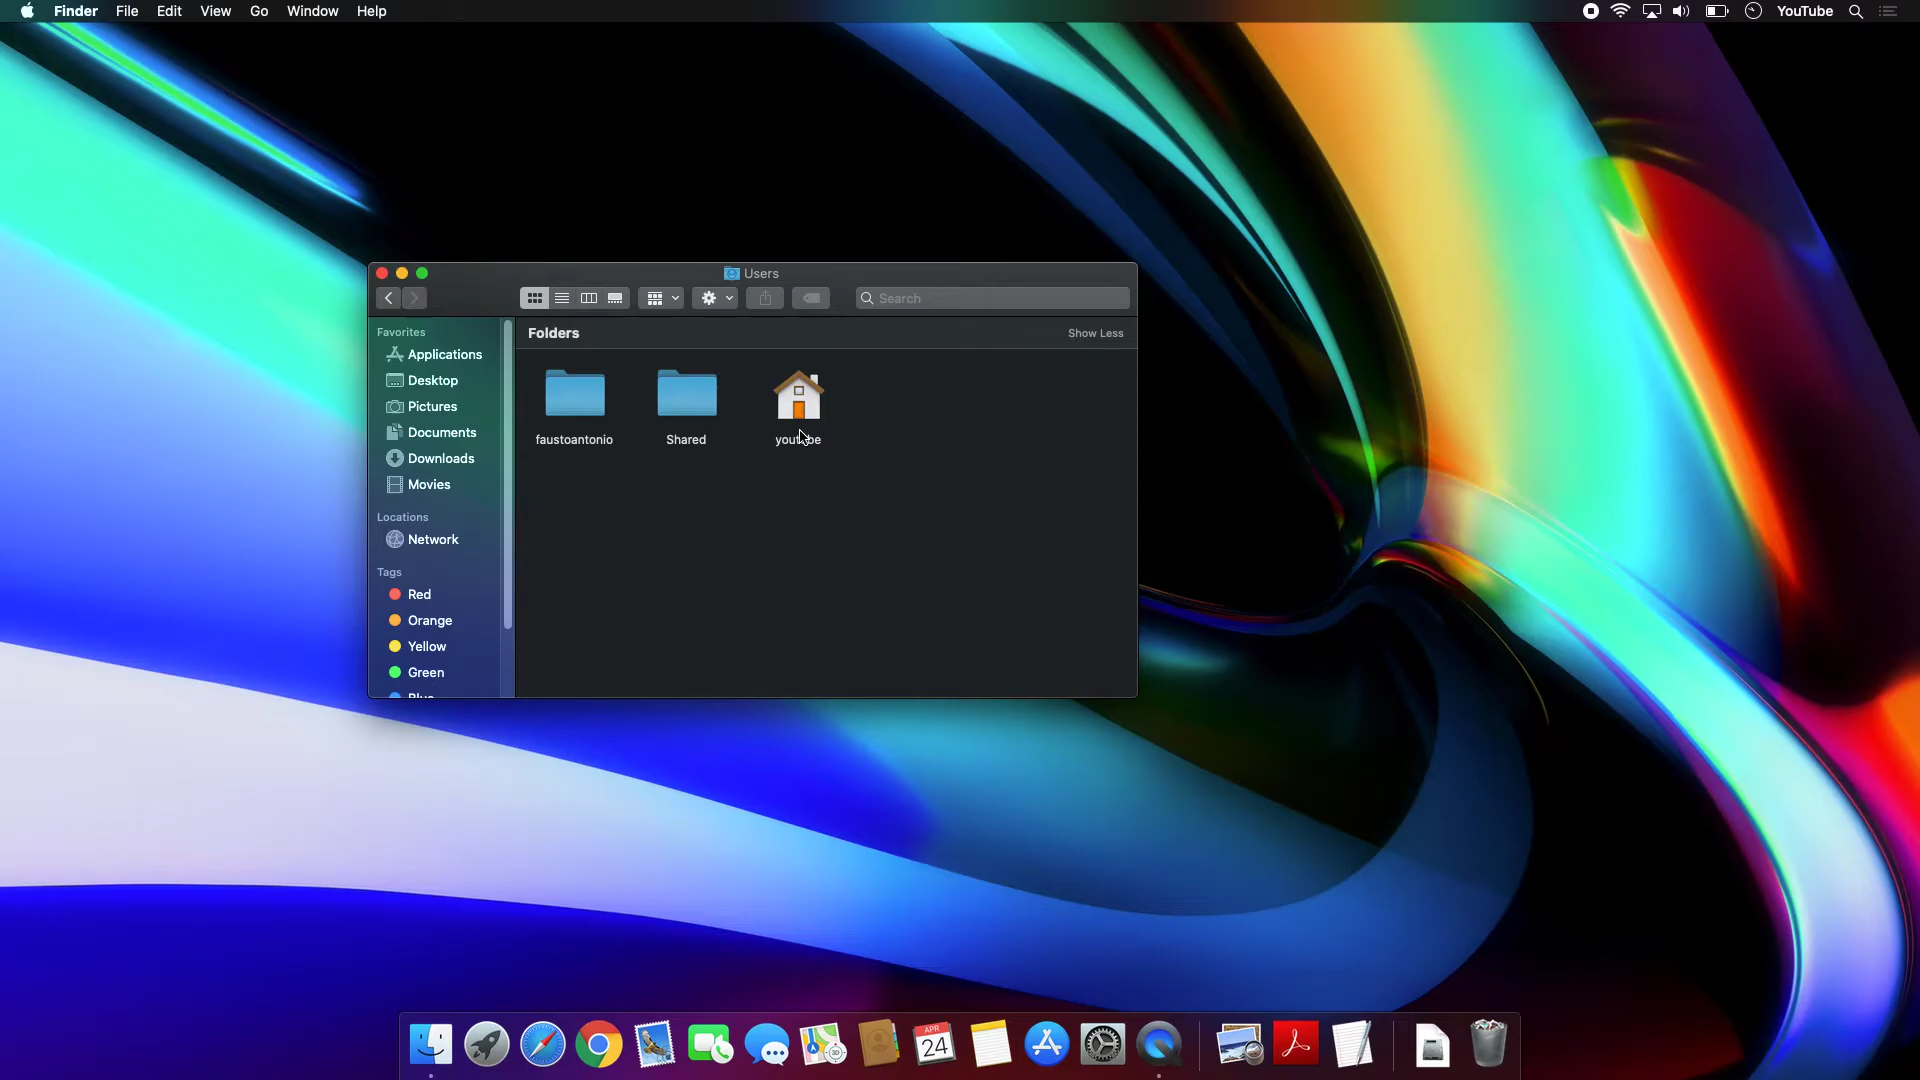 Finder File Edit View Go Window Help
YouTube
Users
Search
Favorites
Applications
Desktop
Pictures
Documents
Downloads
Movies
Locations
Network
Tags
Red
Orange
Yellow
Green
Blue
Folders
Show Less
faustoantonio
Shared
youtube
APR
24
3D